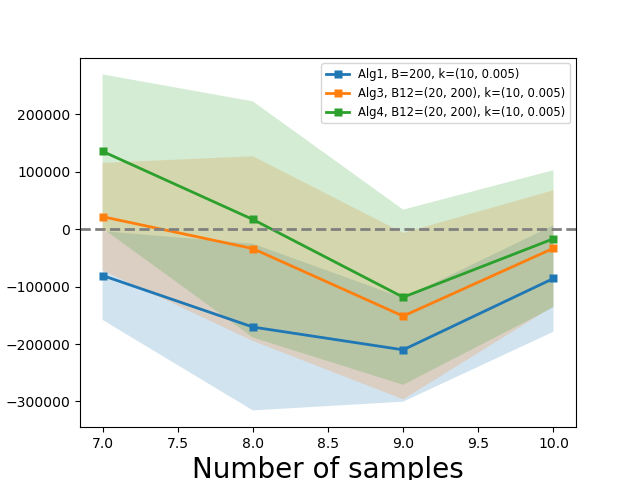 Alg1, B=200, k=(10, 0.005)
Alg3, B12=(20, 200), k=(10, 0.005)
Alg4, B12=(20, 200), k=(10, 0.005)
200000
100000
0
−100000
−200000
−300000
7.0 7.5 8.0 8.5 9.0 9.5 10.0
Number of samples